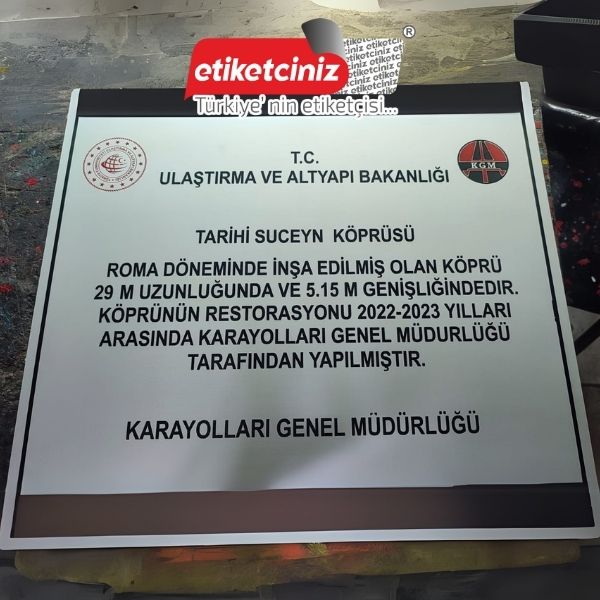 etiketciniz
®
Türkiye' nin etiketçisi...
T.C.
ULAŞTIRMA VE ALTYAPI BAKANLIĞI
KGM
TARİHİ SUCEYN KÖPRÜSÜ
ROMA DÖNEMİNDE İNŞA EDİLMİŞ OLAN KÖPRÜ
29 M UZUNLUĞUNDA VE 5.15 M GENİŞLİĞİNDEDIR.
KÖPRÜNÜN RESTORASYONU 2022-2023 YILLARI
ARASINDA KARAYOLLARI GENEL MÜDURLÜĞÜ
TARAFINDAN YAPILMIŞTIR.
KARAYOLLARI GENEL MÜDÜRLÜĞÜ